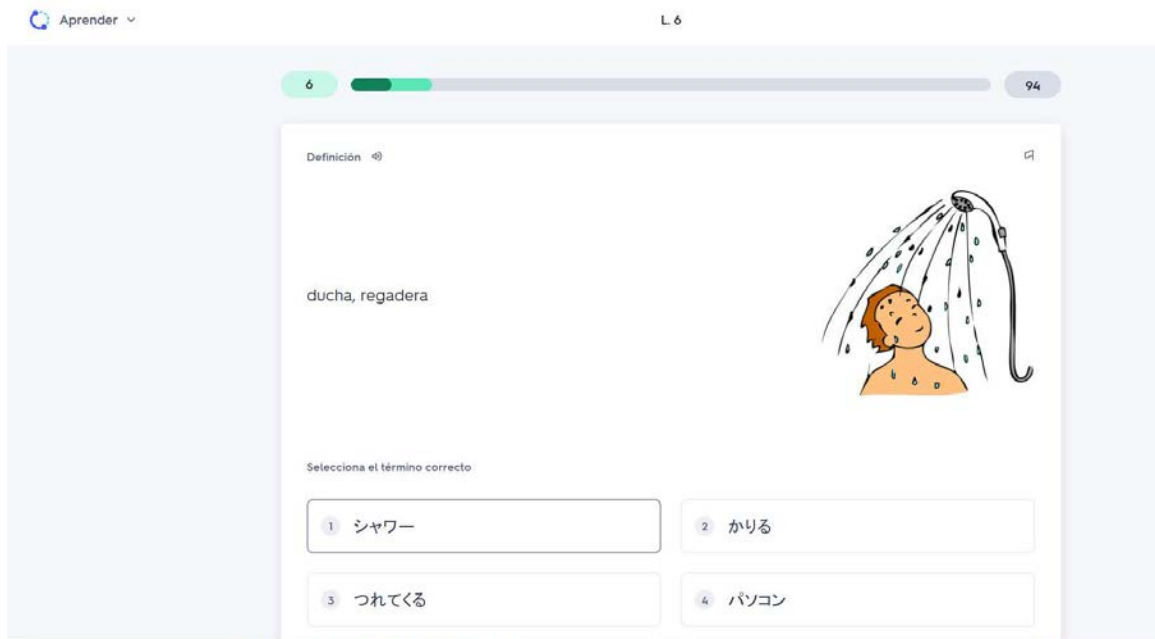 Aprender
L. 6
6
94
Definición
ducha, regadera
Selecciona el término correcto
1 シャワー
2 かりる
3 つれてくる
4 パソコン